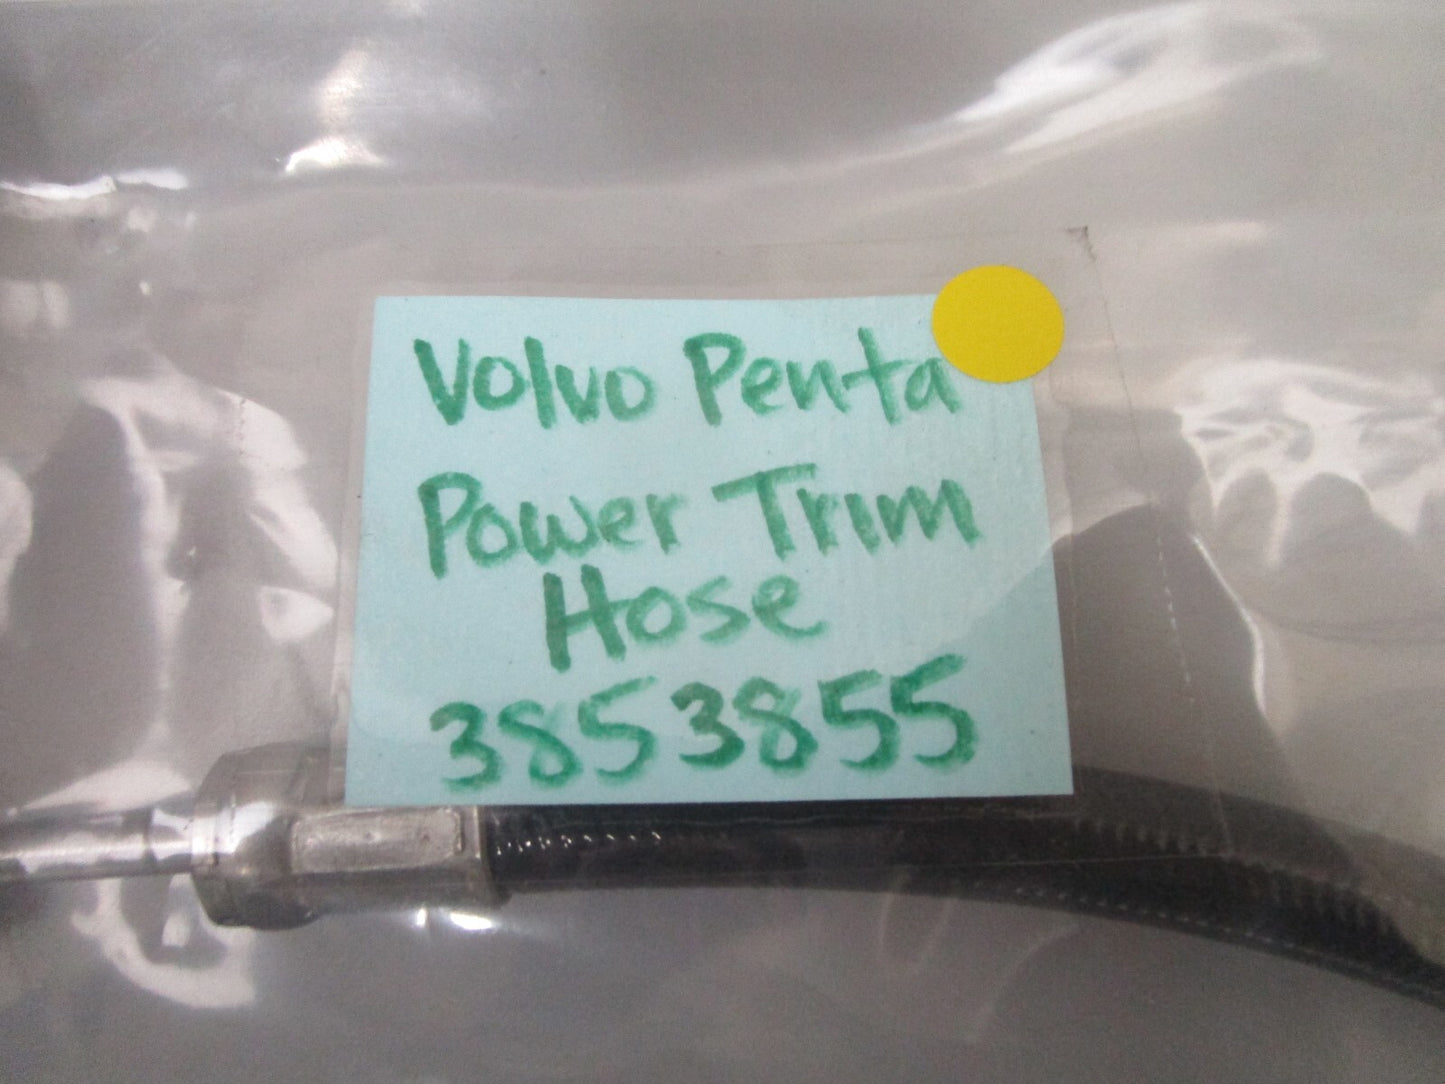 Volvo Penta
Power Trim
Hose
3853855